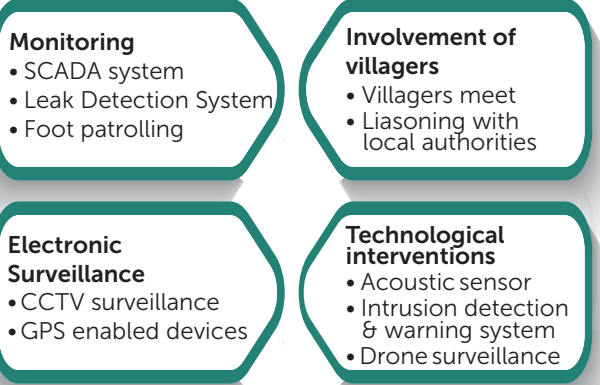 Monitoring
• SCADA system
• Leak Detection System
• Foot patrolling
Involvement of
villagers
• Villagers meet
• Liasoning with
local authorities
Electronic
Surveillance
• CCTV surveillance
• GPS enabled devices
Technological
interventions
• Acoustic sensor
• Intrusion detection
& warning system
• Drone surveillance